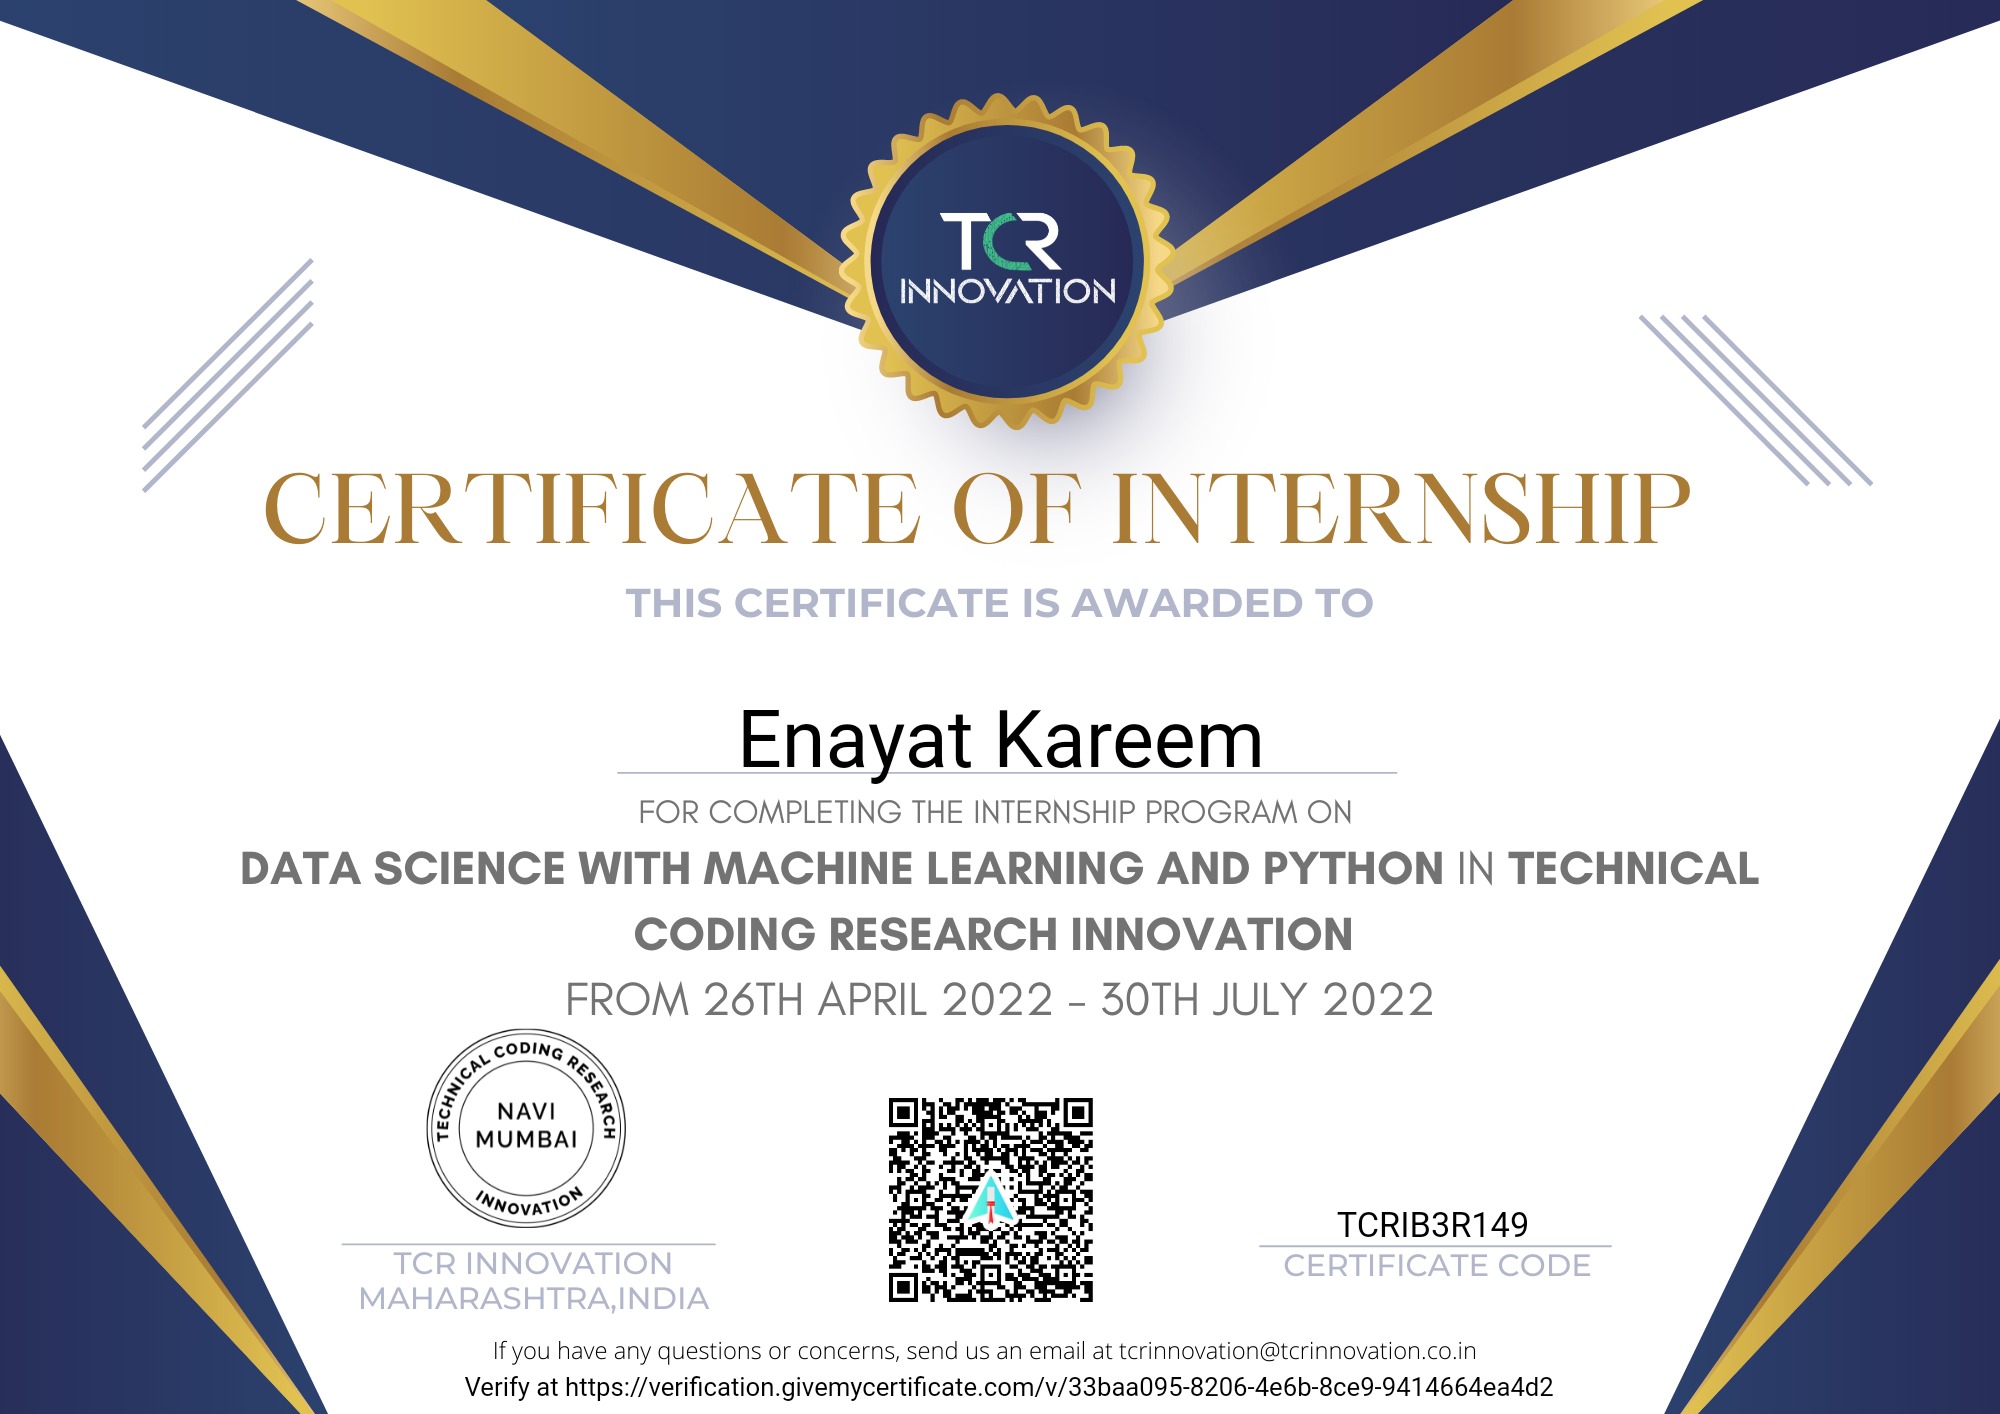 TCR
INNOVATION
CERTIFICATE OF INTERNSHIP
THIS CERTIFICATE IS AWARDED TO
Enayat Kareem
FOR COMPLETING THE INTERNSHIP PROGRAM ON
DATA SCIENCE WITH MACHINE LEARNING AND PYTHON IN TECHNICAL
CODING RESEARCH INNOVATION
FROM 26TH APRIL 2022 - 30TH JULY 2022
TECHNICAL CODING RESEARCH
NAVI
MUMBAI
INNOVATION
TCR INNOVATION
MAHARASHTRA,INDIA
TCRIB3R149
CERTIFICATE CODE
If you have any questions or concerns, send us an email at tcrinnovation@tcrinnovation.co.in
Verify at https://verification.givemycertificate.com/v/33baa095-8206-4e6b-8ce9-9414664ea4d2